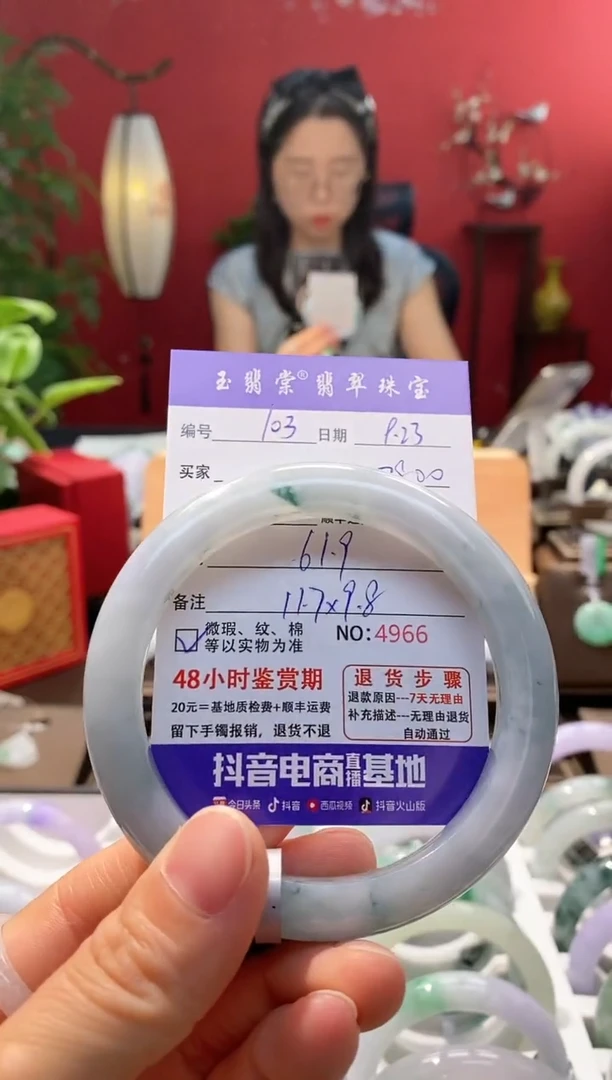 玉翡棠® 翡翠珠宝
编号 103 日期 9.23
买家
61.9
备注 11.7×9.8
微瑕、纹、棉
等以实物为准
NO:4966
48小时鉴赏期
20元=基地质检费+顺丰运费
留下手镯报销，退货不退
退货步骤
退款原因---7天无理由
补充描述---无理由退货
自动通过
抖音电商直播基地
今日头条 抖音 西瓜视频 抖音火山版